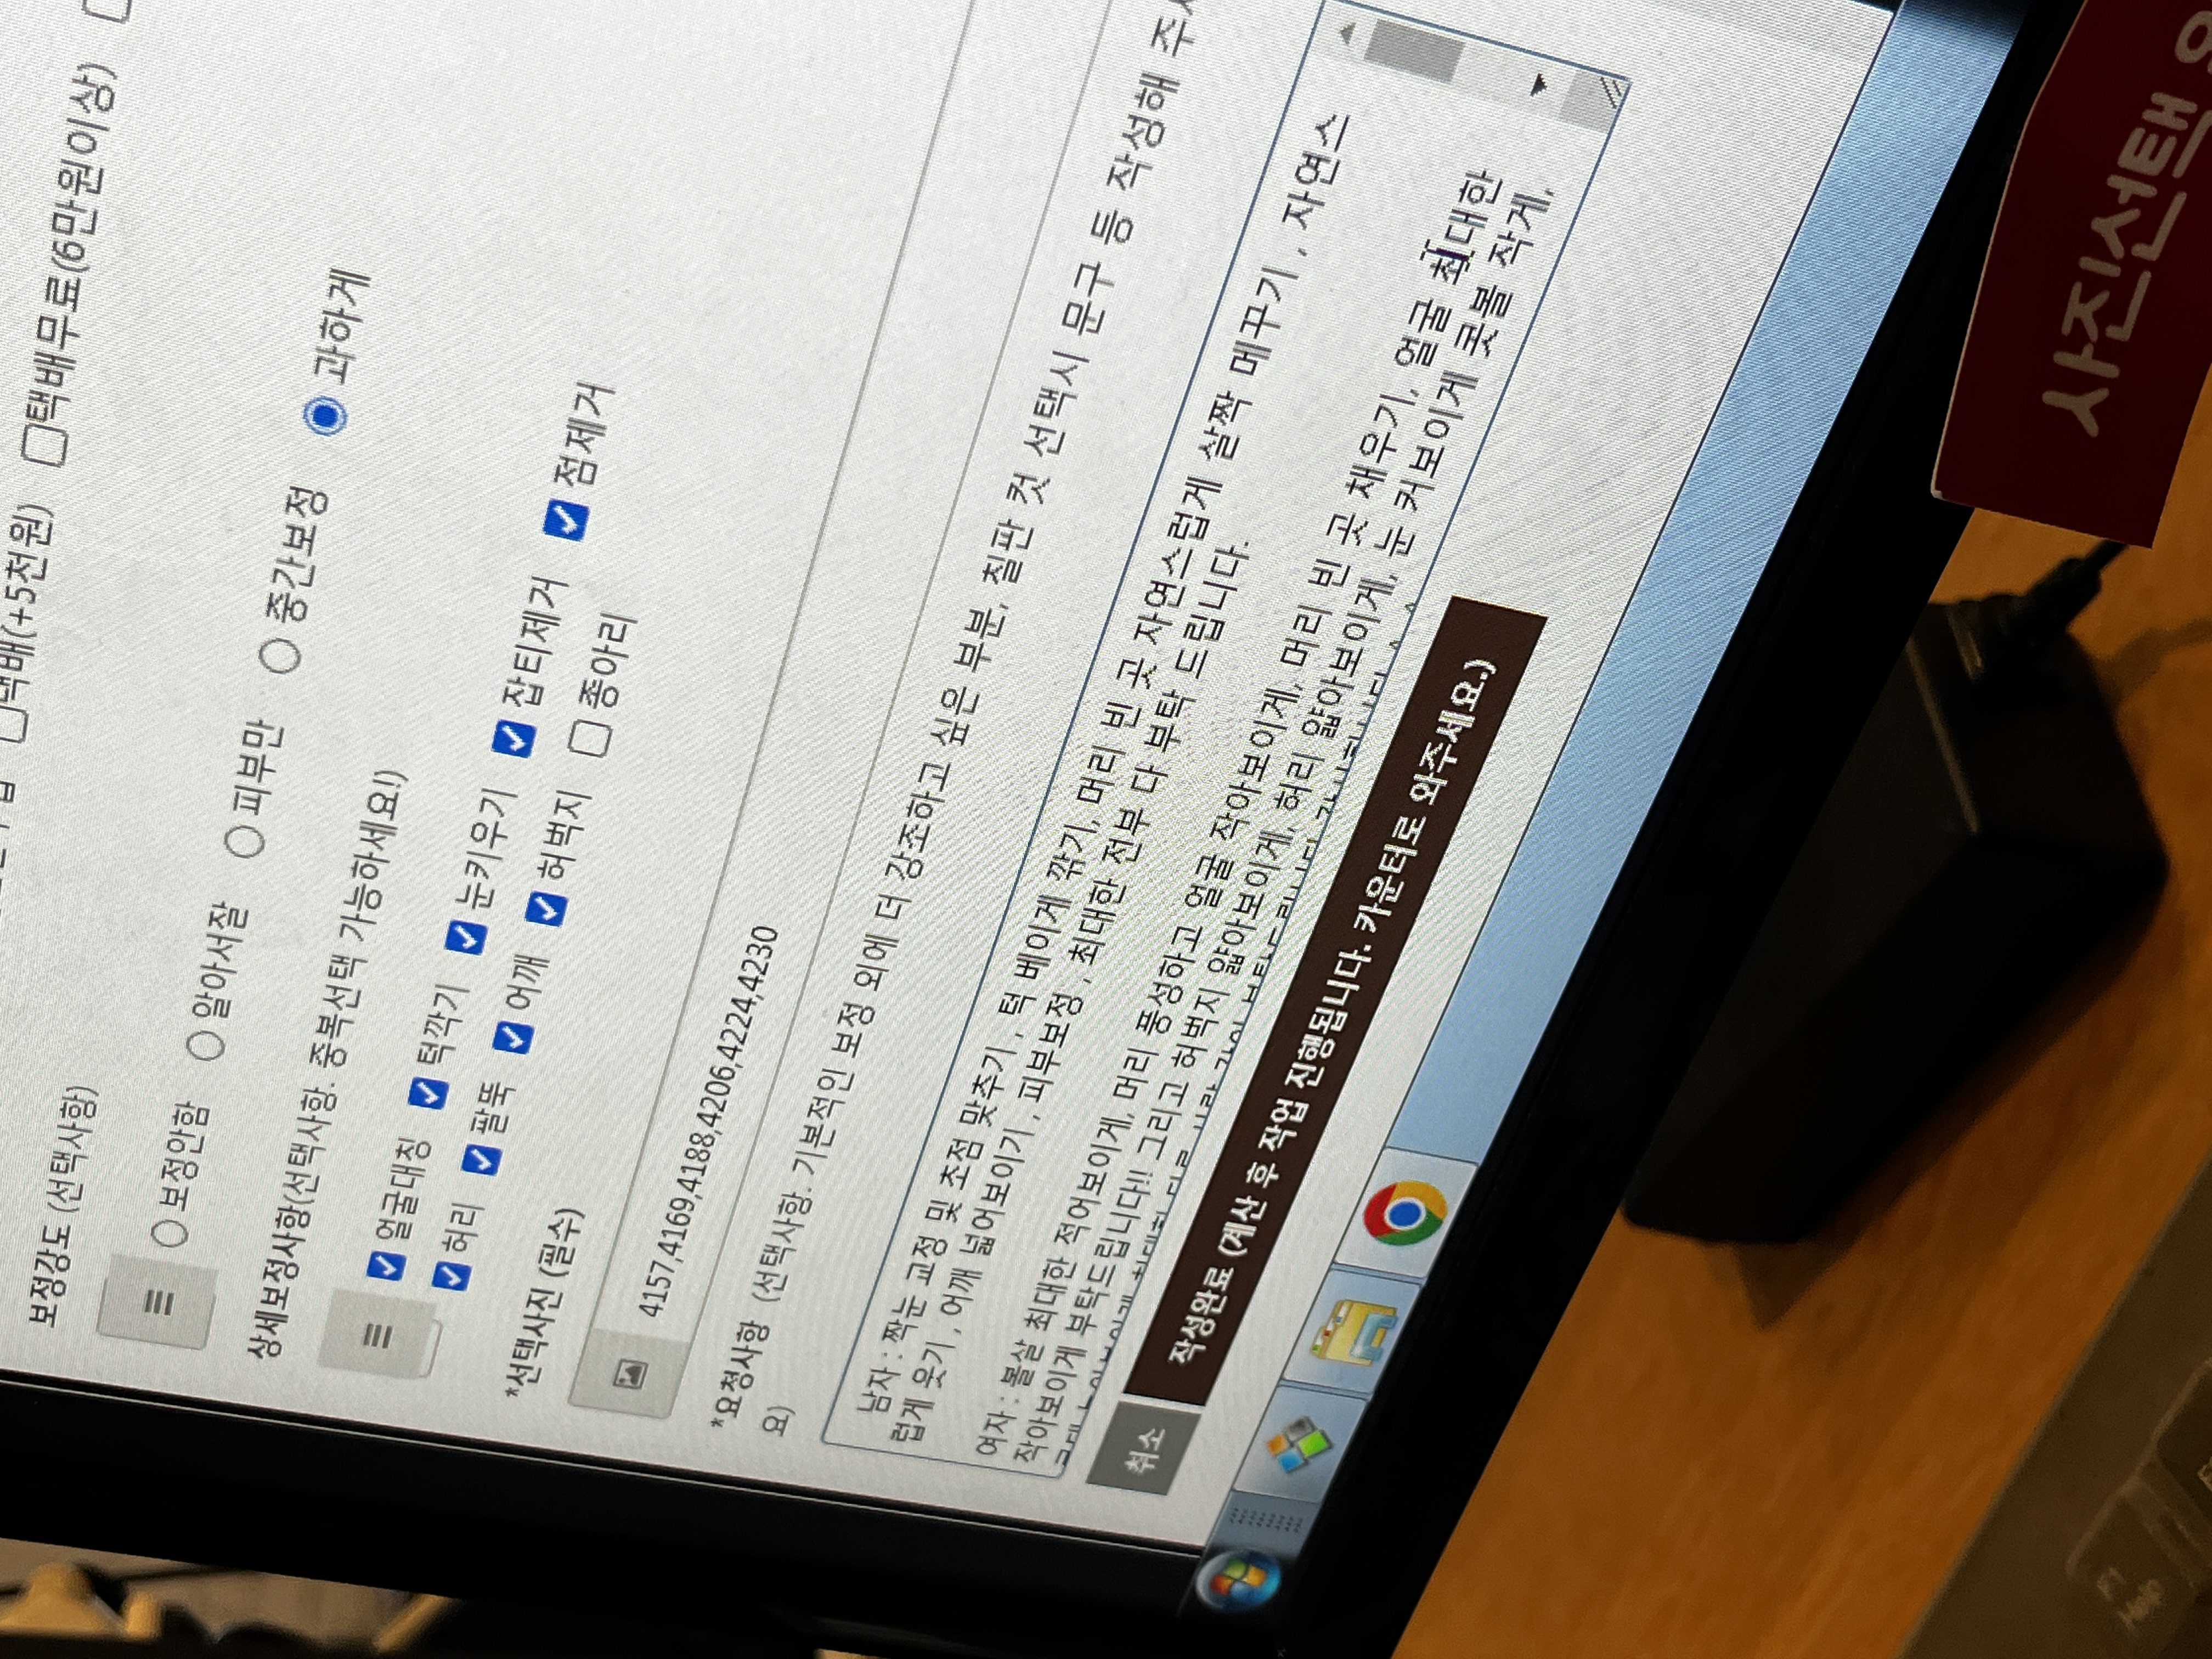 택배(+5천원) 택배무료(6만원이상)
보정강도 (선택사항)
보정안함 알아서잘 피부만 중간보정 과하게
상세보정사항(선택사항. 중복선택 가능하세요!)
얼굴대칭 턱깍기 눈키우기 잡티제거 점제거
허리 팔뚝 어깨 허벅지 종아리
*선택사진 (필수)
4157,4169,4188,4206,4224,4230
*요청사항 (선택사항. 기본적인 보정 외에 더 강조하고 싶은 부분, 칠판 컷 선택시 문구 등 작성해 주
요)
남자 : 짝눈 교정 및 초점 맞추기 , 턱 베이게 깎기, 머리 빈 곳 자연스럽게 살짝 메꾸기 , 자연스
럽게 웃기 , 어깨 넓어보이기 , 피부보정 , 최대한 전부 다 부탁 드립니다.
여자 : 볼살 최대한 적어보이게, 머리 풍성하고 얼굴 작아보이게, 머리 빈 곳 채우기, 얼굴 최대한
작아보이게 부탁드립니다!! 그리고 허벅지 얇아보이게, 허리 얇아보이게, 눈 커보이게 콧볼 작게,
취소 작성완료 (계산 후 작업 진행됩니다. 카운터로 와주세요.)
사진선택
F1
Help